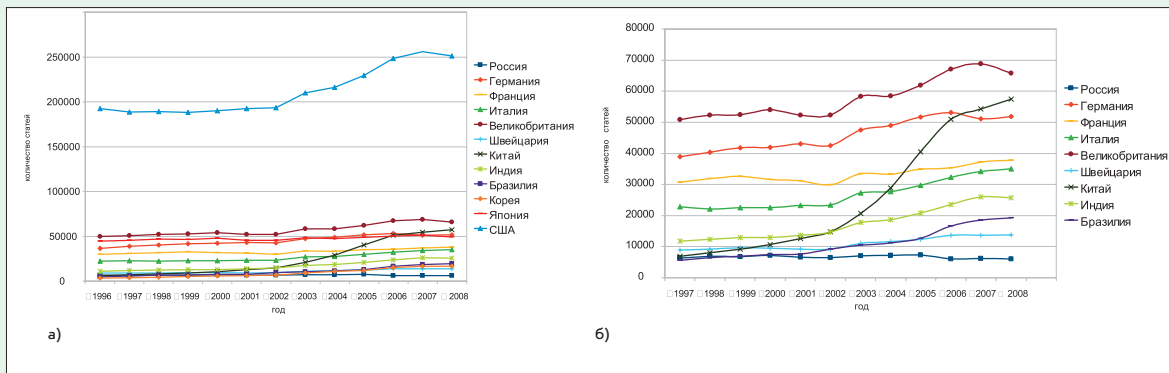 количество статей
250000
200000
150000
100000
50000
0
1996 1997 1998 1999 2000 2001 2002 2003 2004 2005 2006 2007 2008
год
Россия
Германия
Франция
Италия
Великобритания
Швейцария
Китай
Индия
Бразилия
Корея
Япония
США
а)
количество статей
80000
70000
60000
50000
40000
30000
20000
10000
0
1997 1998 1999 2000 2001 2002 2003 2004 2005 2006 2007 2008
год
Россия
Германия
Франция
Италия
Великобритания
Швейцария
Китай
Индия
Бразилия
б)